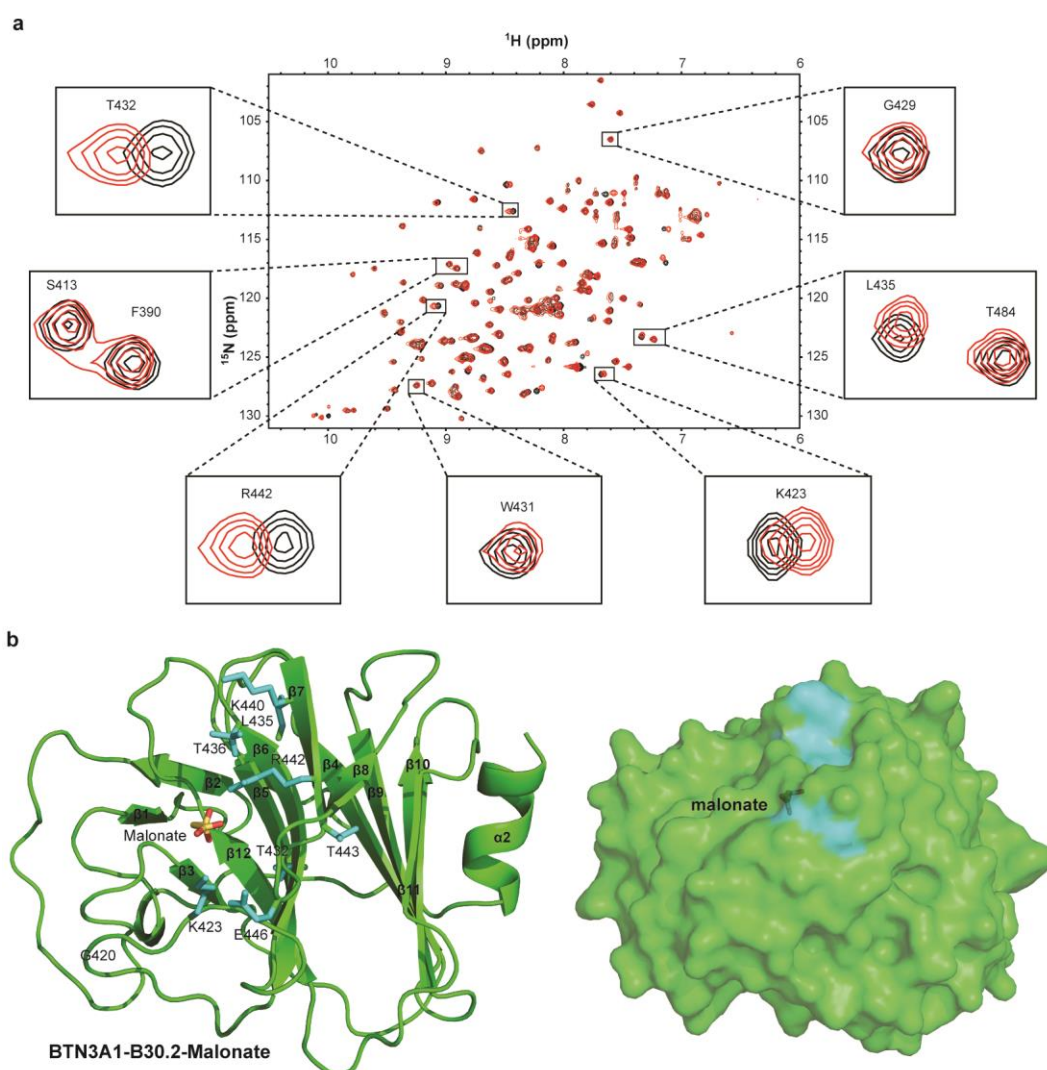 a
¹H (ppm)
10 9 8 7 6
T432
G429
105 105
110 110
115 115
S413
F390
120 120
L435
T484
¹⁵N (ppm)
125 125
130 130
10 9 8 7 6
R442
W431
K423
b
β7
K440
L435
T436
β6
R442
β2
β5
β4
β8
β10
β9
β1
Malonate
β12
T432
T443
α2
β3
β11
K423
E446
G420
malonate
BTN3A1-B30.2-Malonate